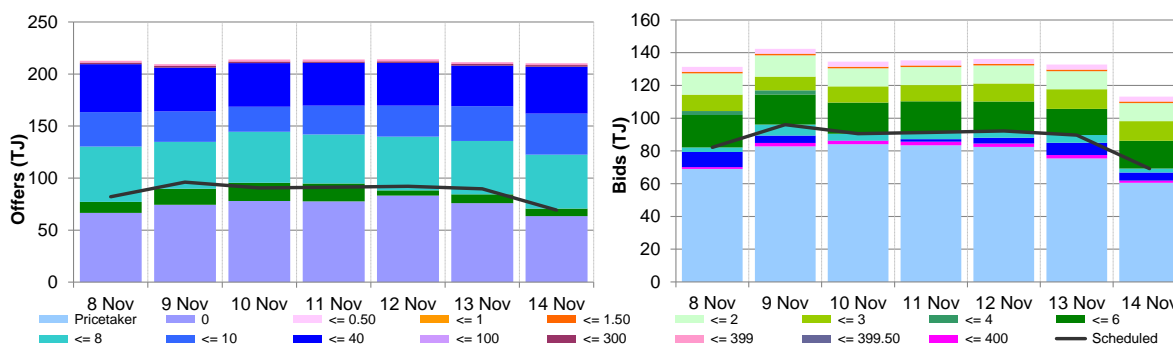 250
200
150
100
50
0
Offers (TJ)
8 Nov 9 Nov 10 Nov 11 Nov 12 Nov 13 Nov 14 Nov
160
140
120
100
80
60
40
20
0
Bids (TJ)
8 Nov 9 Nov 10 Nov 11 Nov 12 Nov 13 Nov 14 Nov
Pricetaker 0 <= 0.50 <= 1 <= 1.50 <= 2 <= 3 <= 4 <= 6
<= 8 <= 10 <= 40 <= 100 <= 300 <= 399 <= 399.50 <= 400 Scheduled